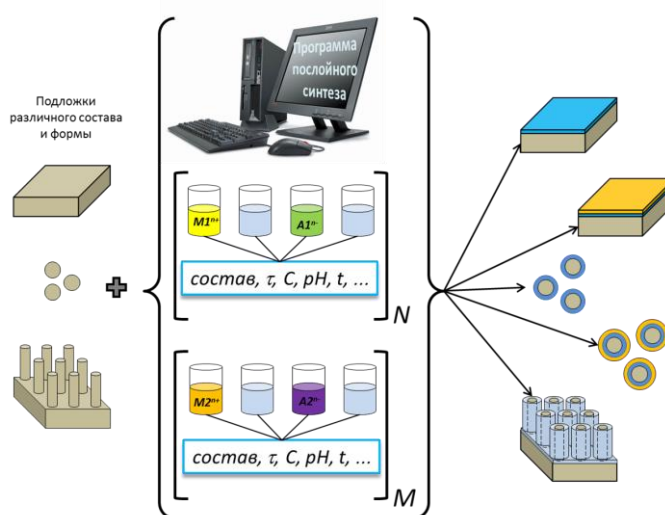 Подложки
различного состава
и формы
Программа
послойного
синтеза
M1ⁿ⁺
A1ⁿ⁻
состав, τ, C, pH, t, ...
N
M2ⁿ⁺
A2ⁿ⁻
состав, τ, C, pH, t, ...
M